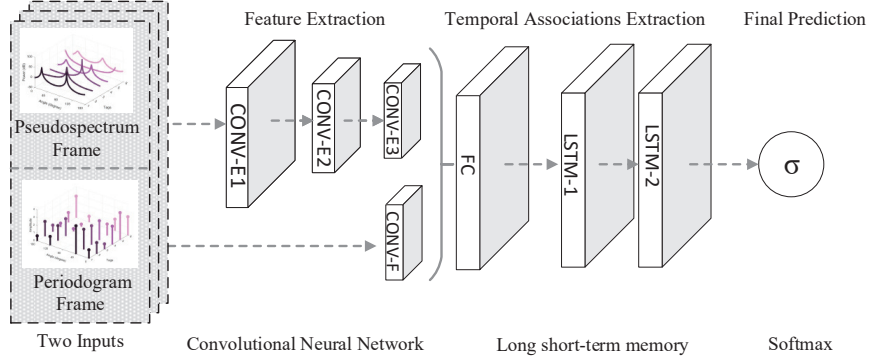 Feature Extraction
Temporal Associations Extraction
Final Prediction
Pseudospectrum
Frame
CONV-E1
CONV-E2
CONV-E3
CONV-F
FC
LSTM-1
LSTM-2
σ
Periodogram
Frame
Two Inputs
Convolutional Neural Network
Long short-term memory
Softmax